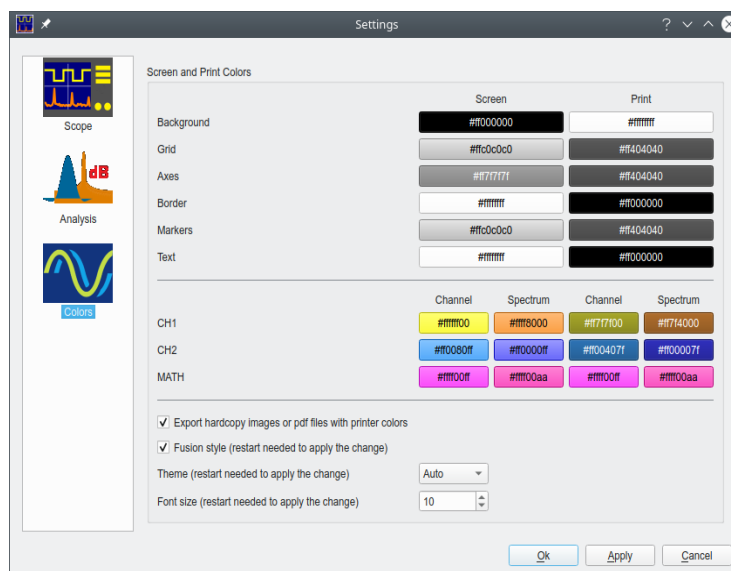 Settings
Scope
dB
Analysis
Colors
Screen and Print Colors
Screen Print
Background #ff000000 #ffffffff
Grid #ffc0c0c0 #ff404040
Axes #ff7f7f7f #ff404040
Border #ffffffff #ff000000
Markers #ffc0c0c0 #ff404040
Text #ffffffff #ff000000
Channel Spectrum Channel Spectrum
CH1 #ffffff00 #ffff8000 #ff7f7f00 #ff7f4000
CH2 #ff0080ff #ff0000ff #ff00407f #ff00007f
MATH #ffff00ff #ffff00aa #ffff00ff #ffff00aa
Export hardcopy images or pdf files with printer colors
Fusion style (restart needed to apply the change)
Theme (restart needed to apply the change) Auto
Font size (restart needed to apply the change) 10
Ok Apply Cancel